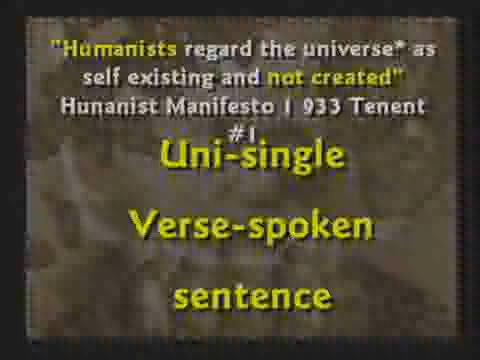 "Humanists regard the universe* as
self existing and not created"
Hunanist Manifesto 1 933 Tenent
#1
Uni-single
Verse-spoken
sentence